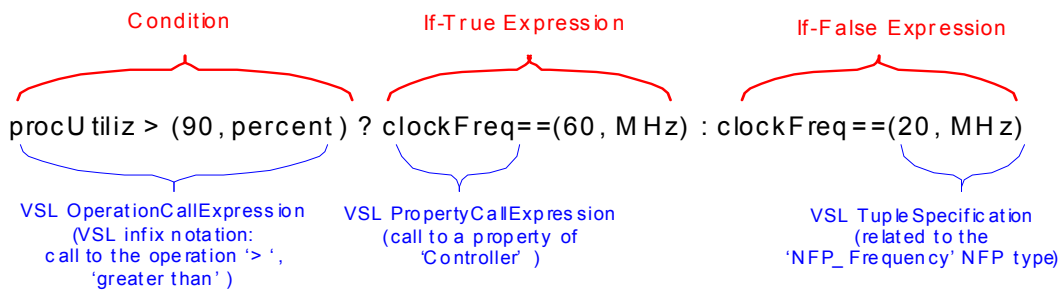 Condition
If-True Expression
If-False Expression
procUtiliz > (90, percent) ? clockFreq==(60, MHz) : clockFreq==(20, MHz)
VSL OperationCallExpression
(VSL infix notation:
call to the operation '> ',
'greater than' )
VSL PropertyCallExpression
(call to a property of
'Controller' )
VSL TupleSpecification
(related to the
'NFP_Frequency' NFP type)